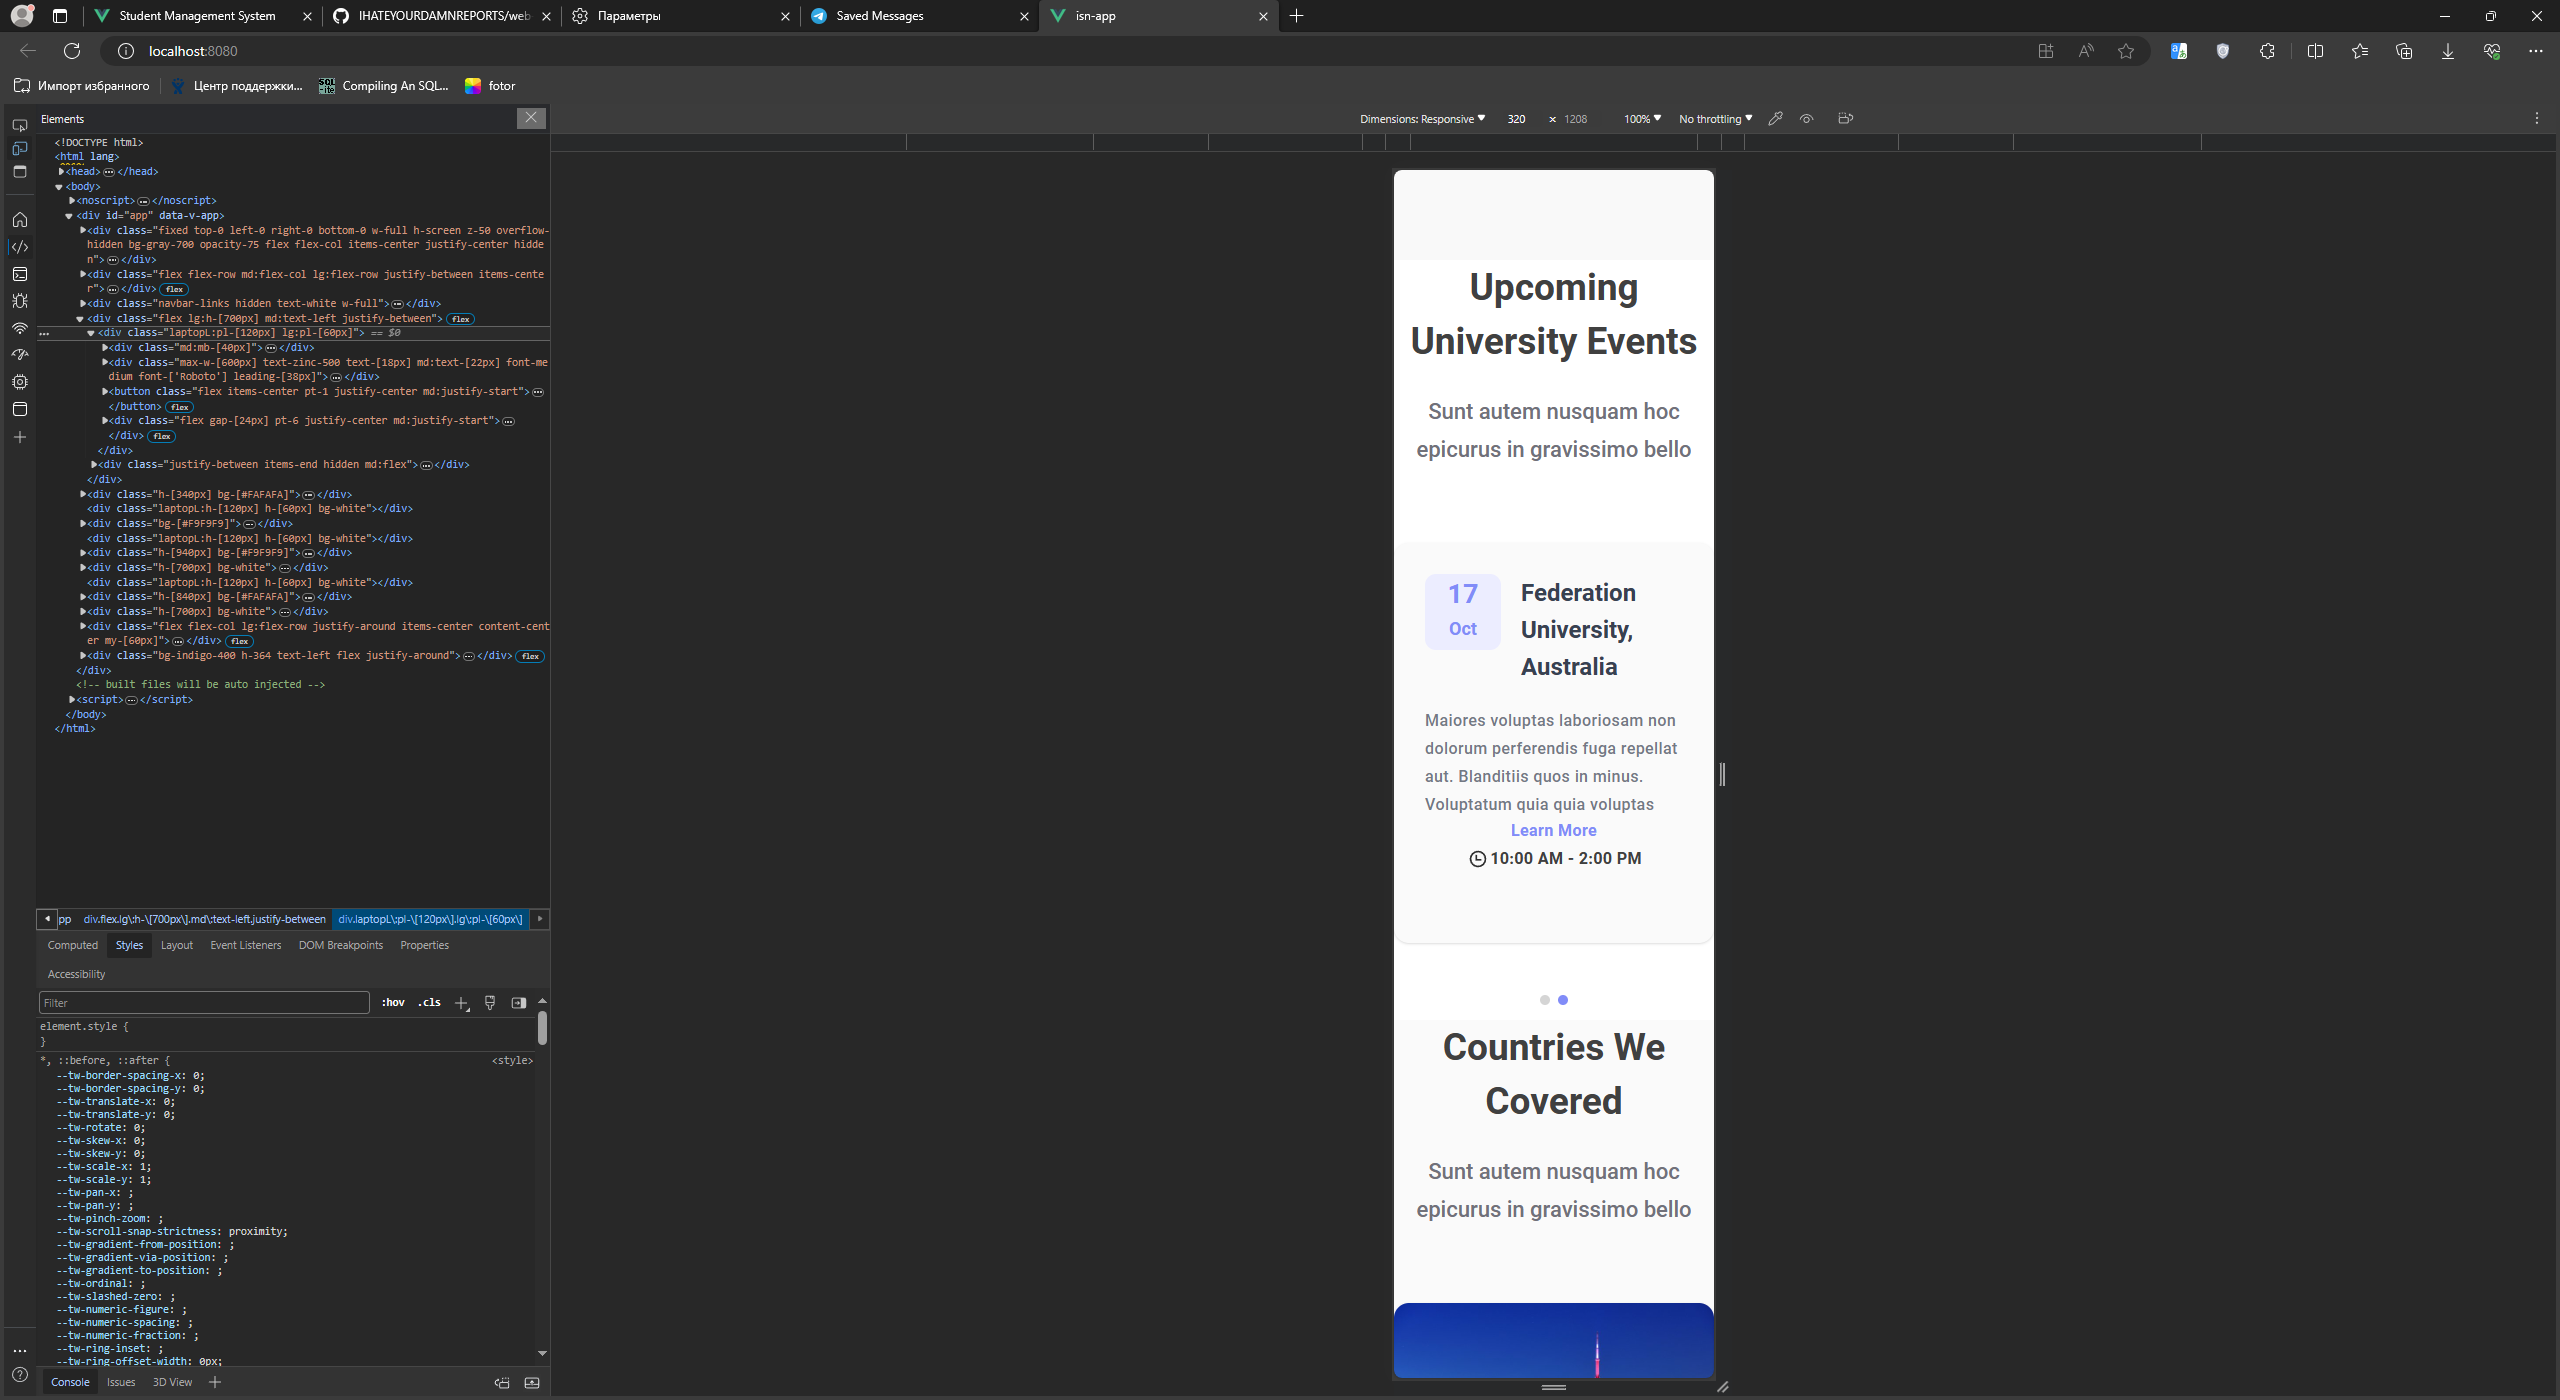 Student Management System
IHATEYOURDAMNREPORTS/web
Параметры
Saved Messages
isn-app
localhost:8080
Импорт избранного
Центр поддержки...
Compiling An SQL...
fotor
Elements
Dimensions: Responsive
320
×
1208
100%
No throttling
<!DOCTYPE html>
<html lang>
<head> </head>
<body>
<noscript> </noscript>
<div id="app" data-v-app>
<div class="fixed top-0 left-0 right-0 bottom-0 w-full h-screen z-50 overflow-
hidden bg-gray-700 opacity-75 flex flex-col items-center justify-center hidde
n"> </div>
<div class="flex flex-row md:flex-col lg:flex-row justify-between items-cente
r"> </div> flex
<div class="navbar-links hidden text-white w-full"> </div>
<div class="flex lg:h-[700px] md:text-left justify-between"> flex
<div class="laptopL:pl-[120px] lg:pl-[60px]"> == $0
<div class="md:mb-[40px]"> </div>
<div class="max-w-[600px] text-zinc-500 text-[18px] md:text-[22px] font-me
dium font-['Roboto'] leading-[38px]"> </div>
<button class="flex items-center pt-1 justify-center md:justify-start">
</button> flex
<div class="flex gap-[24px] pt-6 justify-center md:justify-start">
</div> flex
</div>
<div class="justify-between items-end hidden md:flex"> </div>
</div>
<div class="h-[340px] bg-[#FAFAFA]"> </div>
<div class="laptopL:h-[120px] h-[60px] bg-white"></div>
<div class="bg-[#F9F9F9]"> </div>
<div class="laptopL:h-[120px] h-[60px] bg-white"></div>
<div class="h-[940px] bg-[#F9F9F9]"> </div>
<div class="h-[700px] bg-white"> </div>
<div class="laptopL:h-[120px] h-[60px] bg-white"></div>
<div class="h-[840px] bg-[#FAFAFA]"> </div>
<div class="h-[700px] bg-white"> </div>
<div class="flex flex-col lg:flex-row justify-around items-center content-cent
er my-[60px]"> </div> flex
<div class="bg-indigo-400 h-364 text-left flex justify-around"> </div> flex
</div>
<!-- built files will be auto injected -->
<script> </script>
</body>
</html>
pp div.flex.lg\:h-\[700px\].md\:text-left.justify-between div.laptopL\:pl-\[120px\].lg\:pl-\[60px\]
Computed Styles Layout Event Listeners DOM Breakpoints Properties
Accessibility
Filter
:hov .cls
element.style {
}
*, ::before, ::after { <style>
--tw-border-spacing-x: 0;
--tw-border-spacing-y: 0;
--tw-translate-x: 0;
--tw-translate-y: 0;
--tw-rotate: 0;
--tw-skew-x: 0;
--tw-skew-y: 0;
--tw-scale-x: 1;
--tw-scale-y: 1;
--tw-pan-x: ;
--tw-pan-y: ;
--tw-pinch-zoom: ;
--tw-scroll-snap-strictness: proximity;
--tw-gradient-from-position: ;
--tw-gradient-via-position: ;
--tw-gradient-to-position: ;
--tw-ordinal: ;
--tw-slashed-zero: ;
--tw-numeric-figure: ;
--tw-numeric-spacing: ;
--tw-numeric-fraction: ;
--tw-ring-inset: ;
--tw-ring-offset-width: 0px;
Console Issues 3D View
Upcoming
University Events
Sunt autem nusquam hoc
epicurus in gravissimo bello
17
Oct
Federation
University,
Australia
Maiores voluptas laboriosam non
dolorum perferendis fuga repellat
aut. Blanditiis quos in minus.
Voluptatum quia quia voluptas
Learn More
10:00 AM - 2:00 PM
Countries We
Covered
Sunt autem nusquam hoc
epicurus in gravissimo bello